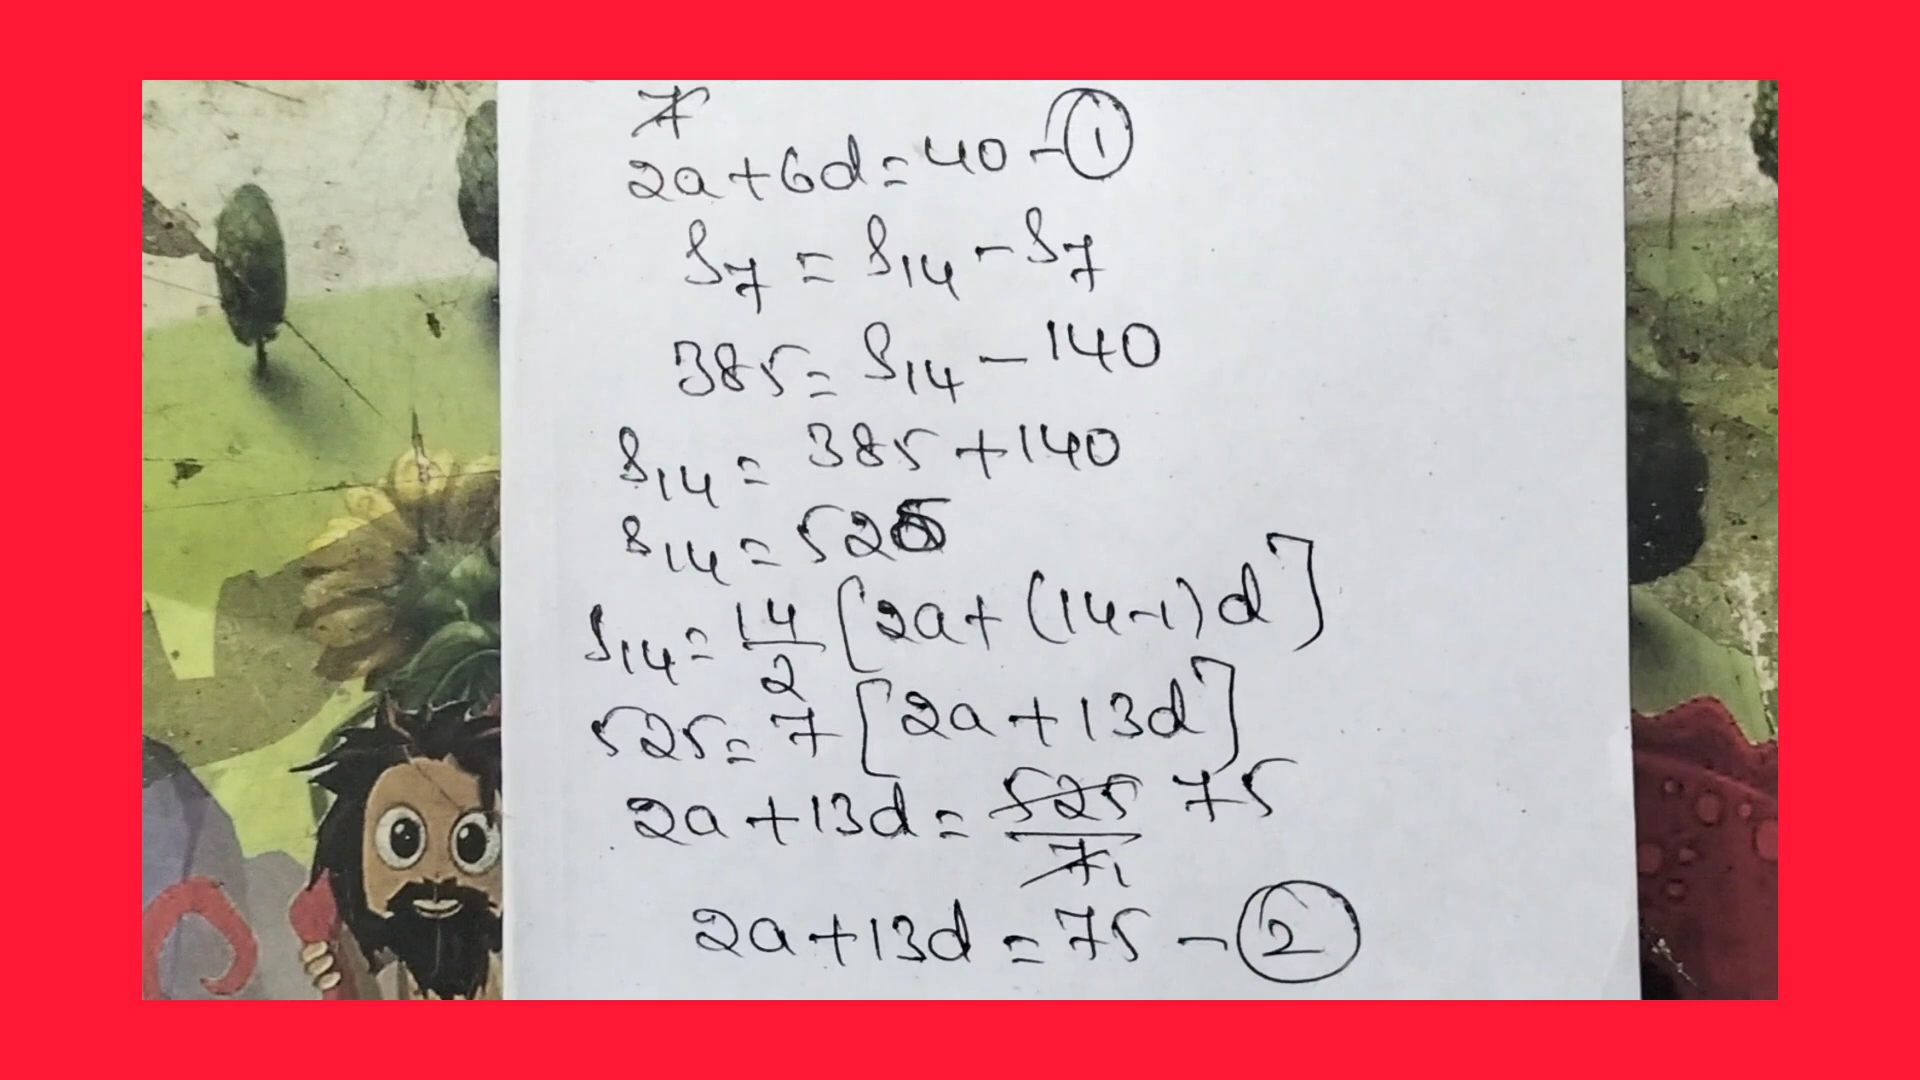 7
2a+6d=40-①
S7 = S14 - S7
385= S14 - 140
S14 = 385+140
S14 = 525
S14= 14/2 [2a+(14-1)d]
525= 7 [2a+13d]
2a+13d= 525/7 1 75
2a+13d = 75 - ②